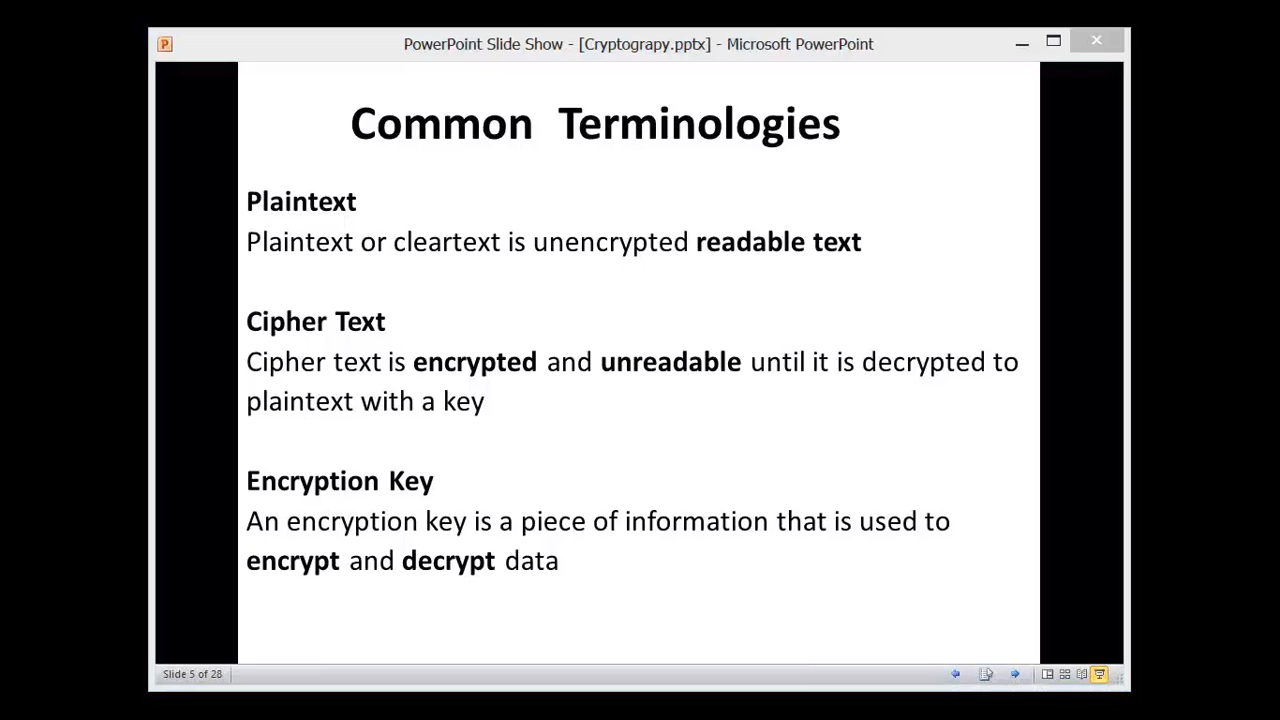 PowerPoint Slide Show - [Cryptograpy.pptx] - Microsoft PowerPoint
Common Terminologies
Plaintext
Plaintext or cleartext is unencrypted readable text
Cipher Text
Cipher text is encrypted and unreadable until it is decrypted to
plaintext with a key
Encryption Key
An encryption key is a piece of information that is used to
encrypt and decrypt data
Slide 5 of 28